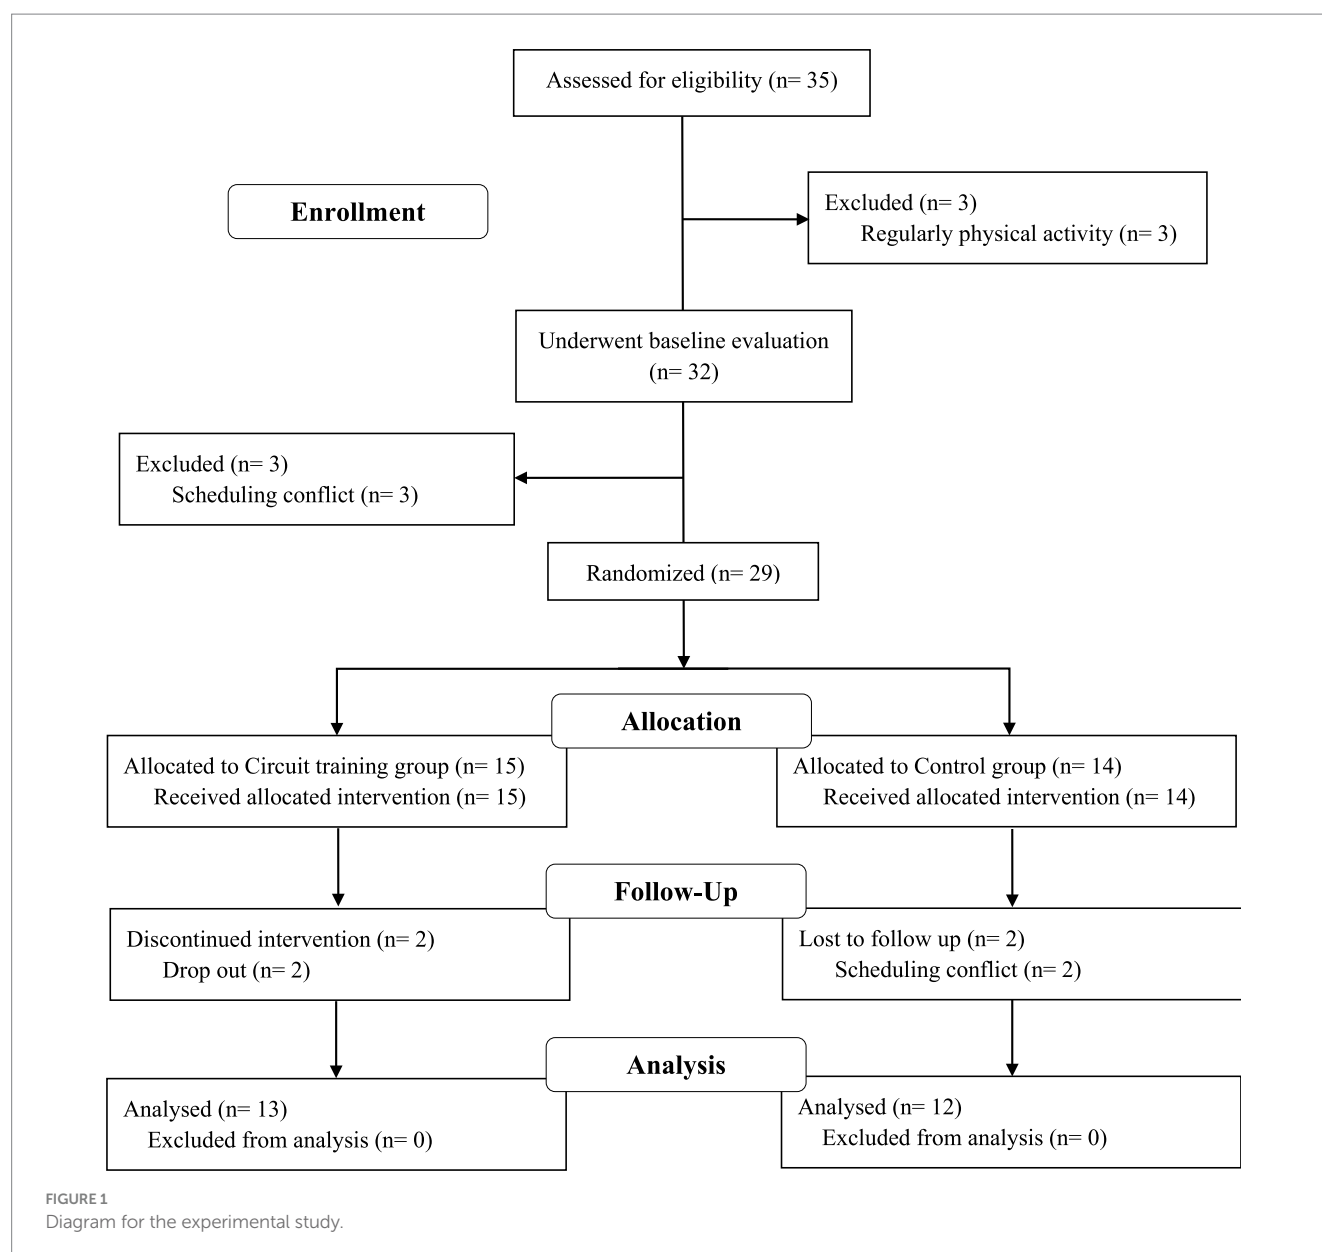 Assessed for eligibility (n= 35)
Enrollment
Excluded (n= 3)
Regularly physical activity (n= 3)
Underwent baseline evaluation
(n= 32)
Excluded (n= 3)
Scheduling conflict (n= 3)
Randomized (n= 29)
Allocation
Allocated to Circuit training group (n= 15)
Received allocated intervention (n= 15)
Allocated to Control group (n= 14)
Received allocated intervention (n= 14)
Follow-Up
Discontinued intervention (n= 2)
Drop out (n= 2)
Lost to follow up (n= 2)
Scheduling conflict (n= 2)
Analysis
Analysed (n= 13)
Excluded from analysis (n= 0)
Analysed (n= 12)
Excluded from analysis (n= 0)
FIGURE 1
Diagram for the experimental study.